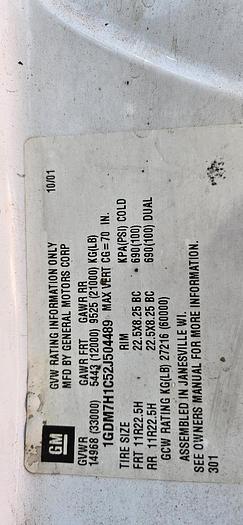 GM
GVW RATING INFORMATION ONLY
10/01
MFD BY GENERAL MOTORS CORP
GVWR GAWR FRT GAWR RR
14968 (33000) 5443 (12000) 9525 (21000) KG(LB)
1GDM7H1C52J504489 MAX VERT CG=70 IN.
TIRE SIZE RIM KPA(PSI) COLD
FRT 11R22.5H 22.5X8.25 BC 690(100)
RR 11R22.5H 22.5X8.25 BC 690(100) DUAL
GCW RATING KG(LB) 27216 (60000)
ASSEMBLED IN JANESVILLE WI.
SEE OWNERS MANUAL FOR MORE INFORMATION.
301